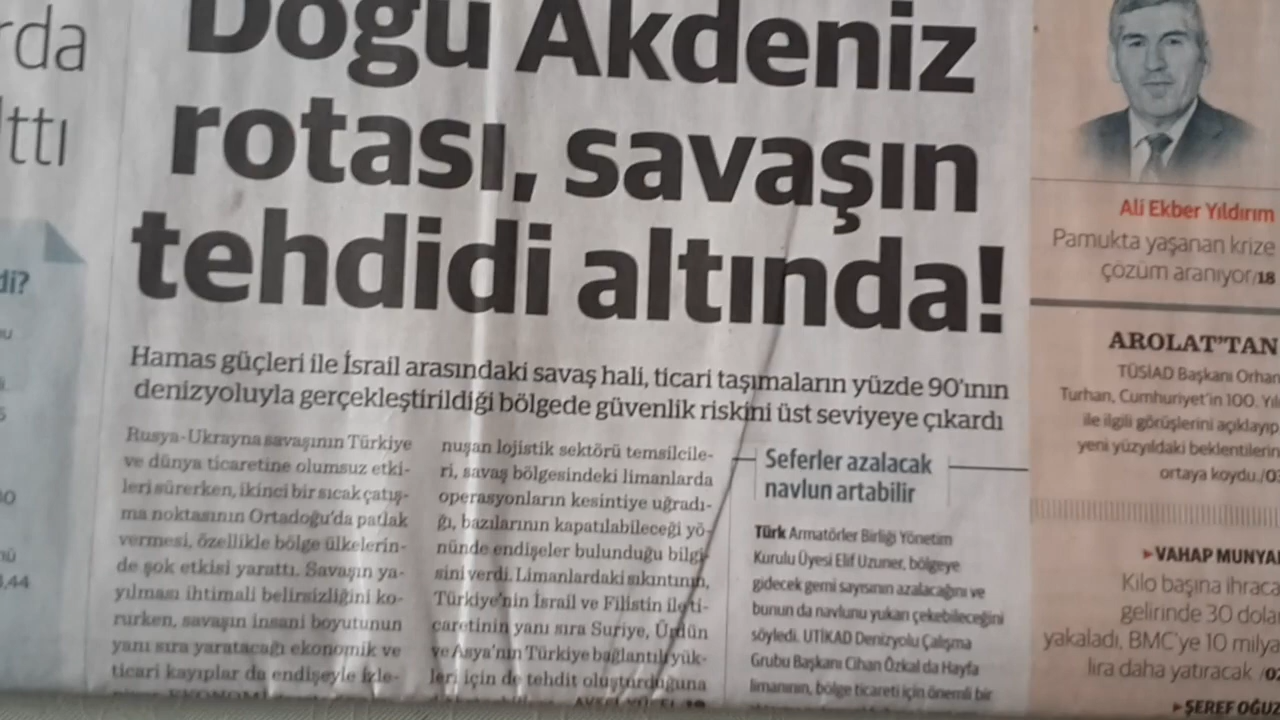 rda
ttı
Doğu Akdeniz
rotası, savaşın
tehdidi altında!
Hamas güçleri ile İsrail arasındaki savaş hali, ticari taşımaların yüzde 90'ının
denizyoluyla gerçekleştirildiği bölgede güvenlik riskini üst seviyeye çıkardı
Rusya-Ukrayna savaşının Türkiye
ve dünya ticaretine olumsuz etki-
leri sürerken, ikinci bir sıcak çatış-
ma noktasının Ortadoğu'da patlak
vermesi, özellikle bölge ülkelerin-
de şok etkisi yarattı. Savaşın ya-
yılması ihtimali belirsizliğini ko-
rurken, savaşın insani boyutunun
yanı sıra yaratacağı ekonomik ve
ticari kayıplar da endişeyle izle-
nuşan lojistik sektörü temsilcile-
ri, savaş bölgesindeki limanlarda
operasyonların kesintiye uğradı-
ğı, bazılarının kapatılabileceği yö-
nünde endişeler bulunduğu bilgi-
sini verdi. Limanlardaki sıkıntının,
Türkiye'nin İsrail ve Filistin ile ti-
caretinin yanı sıra Suriye, Ürdün
ve Asya'nın Türkiye bağlantılı yük-
leri için de tehdit oluşturduğuna
Seferler azalacak
navlun artabilir
Türk Armatörler Birliği Yönetim
Kurulu Üyesi Elif Uzuner, bölgeye
gidecek gemi sayısının azalacağını ve
bunun da navlunu yukarı çekebileceğini
söyledi. UTİKAD Denizyolu Çalışma
Grubu Başkanı Cihan Özkal da Hayfa
limanının, bölge ticareti için önemli bir
Ali Ekber Yıldırım
Pamukta yaşanan krize
çözüm aranıyor/18
AROLAT'TAN
TÜSİAD Başkanı Orhan
Turhan, Cumhuriyet'in 100. Yılı
ile ilgili görüşlerini açıklayıp
yeni yüzyıldaki beklentilerin
ortaya koydu./03
VAHAP MUNYA
Kilo başına ihraca
gelirinde 30 dola
yakaladı, BMC'ye 10 milya
lira daha yatıracak /02
ŞEREF OĞUZ
di?